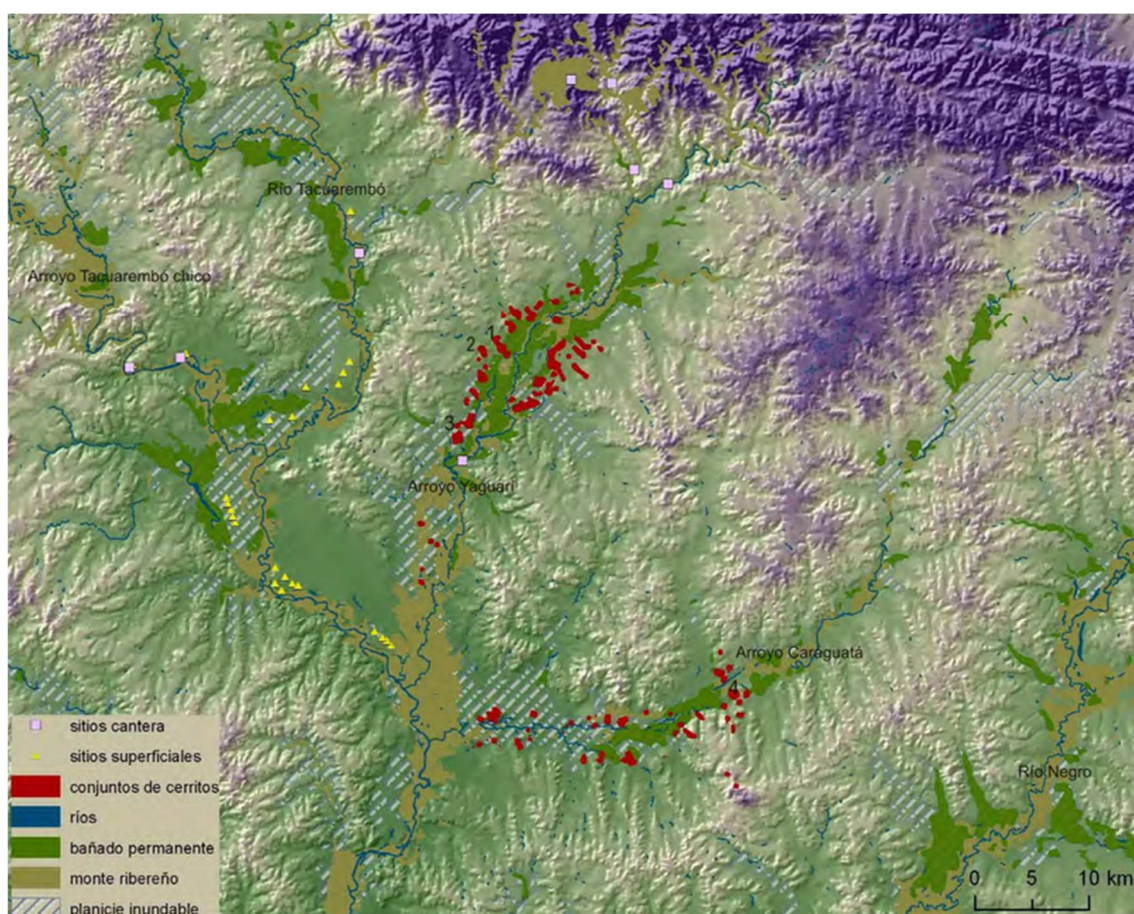 Río Tacuarembó
Arroyo Tacuarembó chico
1
2
3
Arroyo Yaguarí
Arroyo Caraguatá
4
Río Negro
sitios cantera
sitios superficiales
conjuntos de cerritos
ríos
bañado permanente
monte ribereño
planicie inundable
0 5 10 km